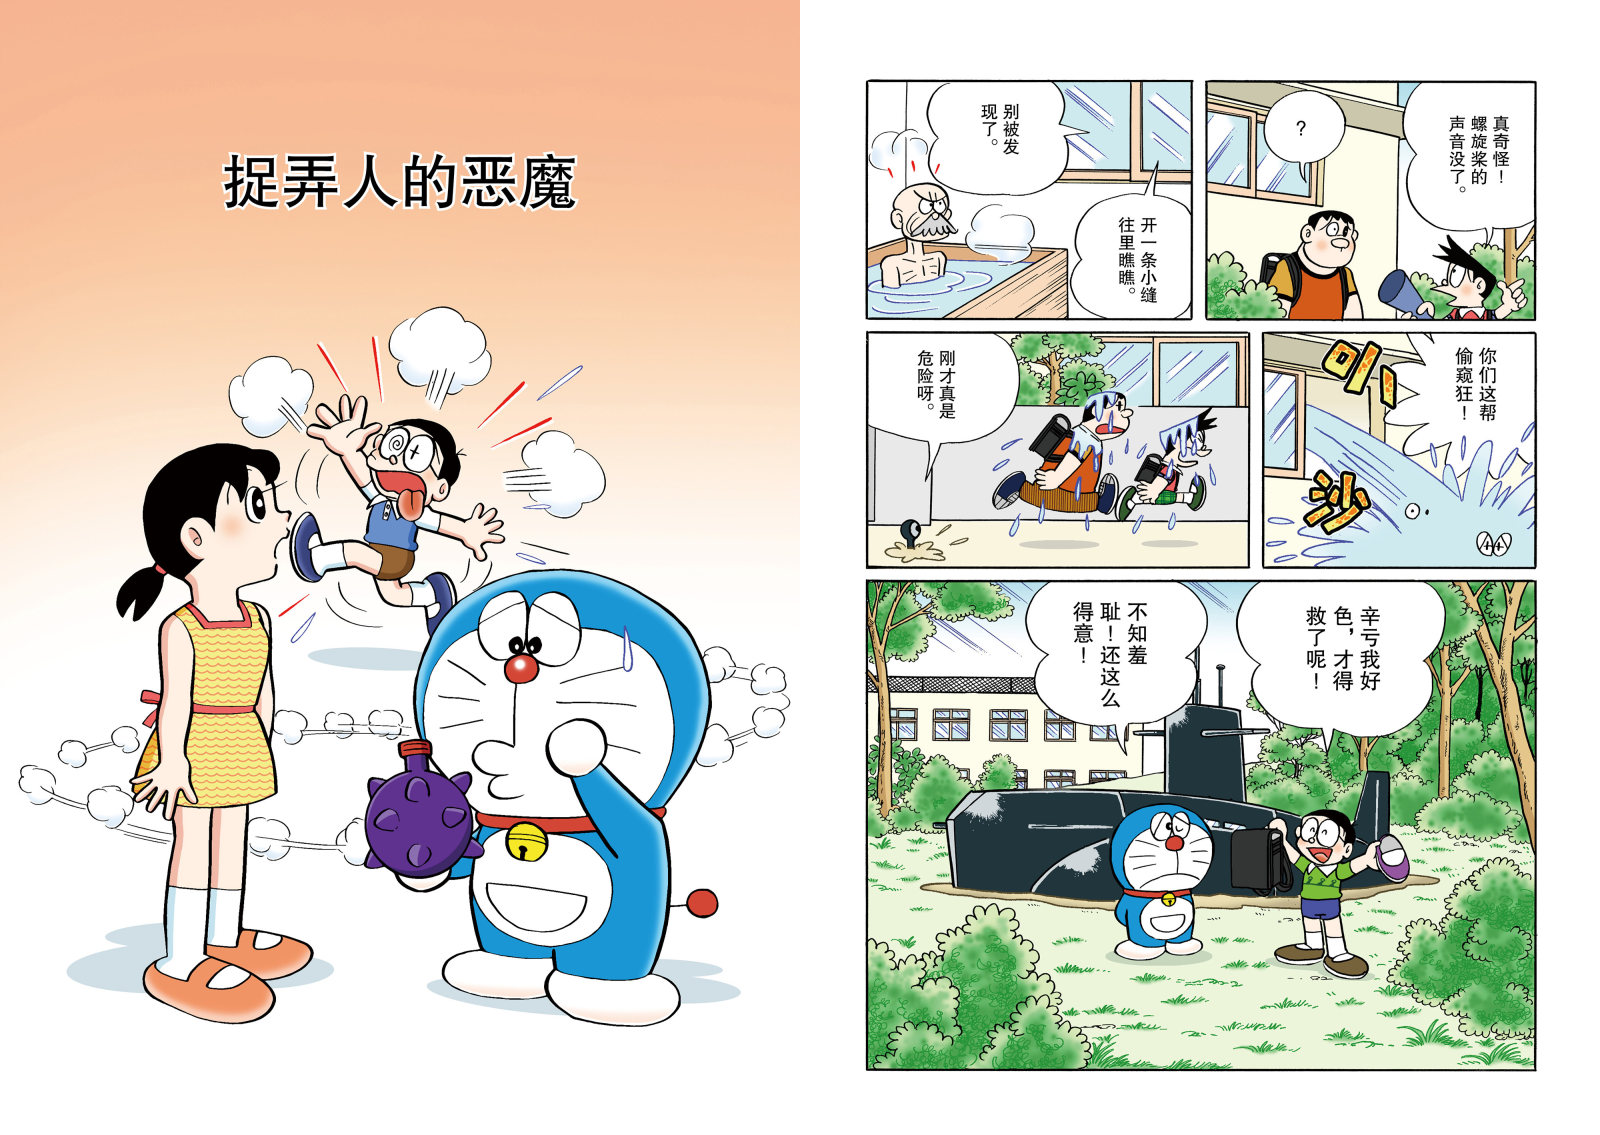 真奇怪！
螺旋桨的
声音没了。
？
开一条小缝
往里瞧瞧。
别被发
现了。
你们这帮
偷窥狂！
叭
沙
刚才真是
危险呀。
辛亏我好
色，才得
救了呢！
不知羞
耻！还这么
得意！
捉弄人的恶魔